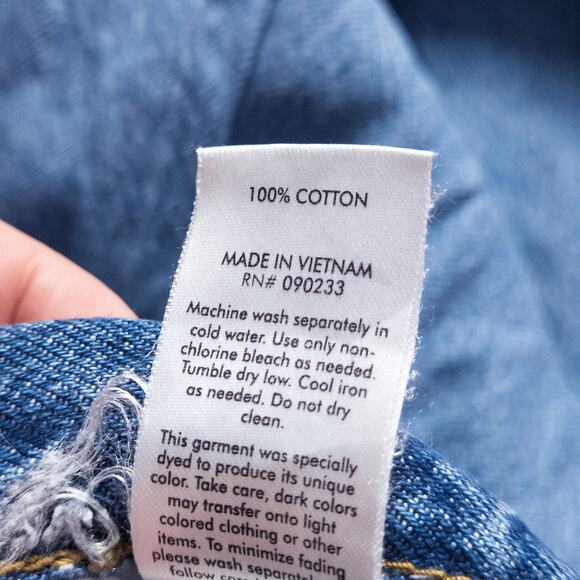 100% COTTON
MADE IN VIETNAM
RN# 090233
Machine wash separately in
cold water. Use only non-
chlorine bleach as needed.
Tumble dry low. Cool iron
as needed. Do not dry
clean.
This garment was specially
dyed to produce its unique
color. Take care, dark colors
may transfer onto light
colored clothing or other
items. To minimize fading
please wash separately
follow care